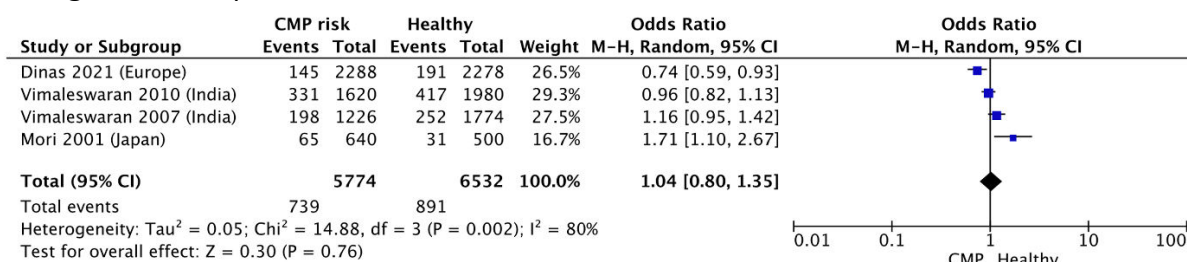 CMP risk Healthy Odds Ratio Odds Ratio
Study or Subgroup Events Total Events Total Weight M-H, Random, 95% CI M-H, Random, 95% CI
Dinas 2021 (Europe) 145 2288 191 2278 26.5% 0.74 [0.59, 0.93]
Vimaleswaran 2010 (India) 331 1620 417 1980 29.3% 0.96 [0.82, 1.13]
Vimaleswaran 2007 (India) 198 1226 252 1774 27.5% 1.16 [0.95, 1.42]
Mori 2001 (Japan) 65 640 31 500 16.7% 1.71 [1.10, 2.67]
Total (95% CI) 5774 6532 100.0% 1.04 [0.80, 1.35]
Total events 739 891
Heterogeneity: Tau² = 0.05; Chi² = 14.88, df = 3 (P = 0.002); I² = 80%
Test for overall effect: Z = 0.30 (P = 0.76)
0.01 0.1 1 10 100
CMP Healthy